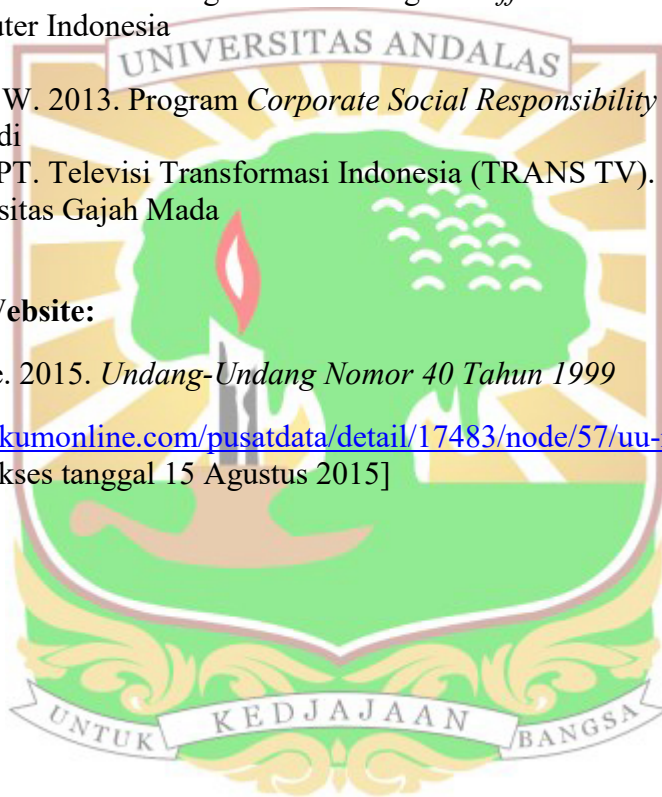 uter Indonesia
UNIVERSITAS ANDALAS
W. 2013. Program Corporate Social Responsibility
di
PT. Televisi Transformasi Indonesia (TRANS TV).
sitas Gajah Mada
Website:
e. 2015. Undang-Undang Nomor 40 Tahun 1999
kumonline.com/pusatdata/detail/17483/node/57/uu-
kses tanggal 15 Agustus 2015]
UNTUK KEDJAJAAN BANGSA